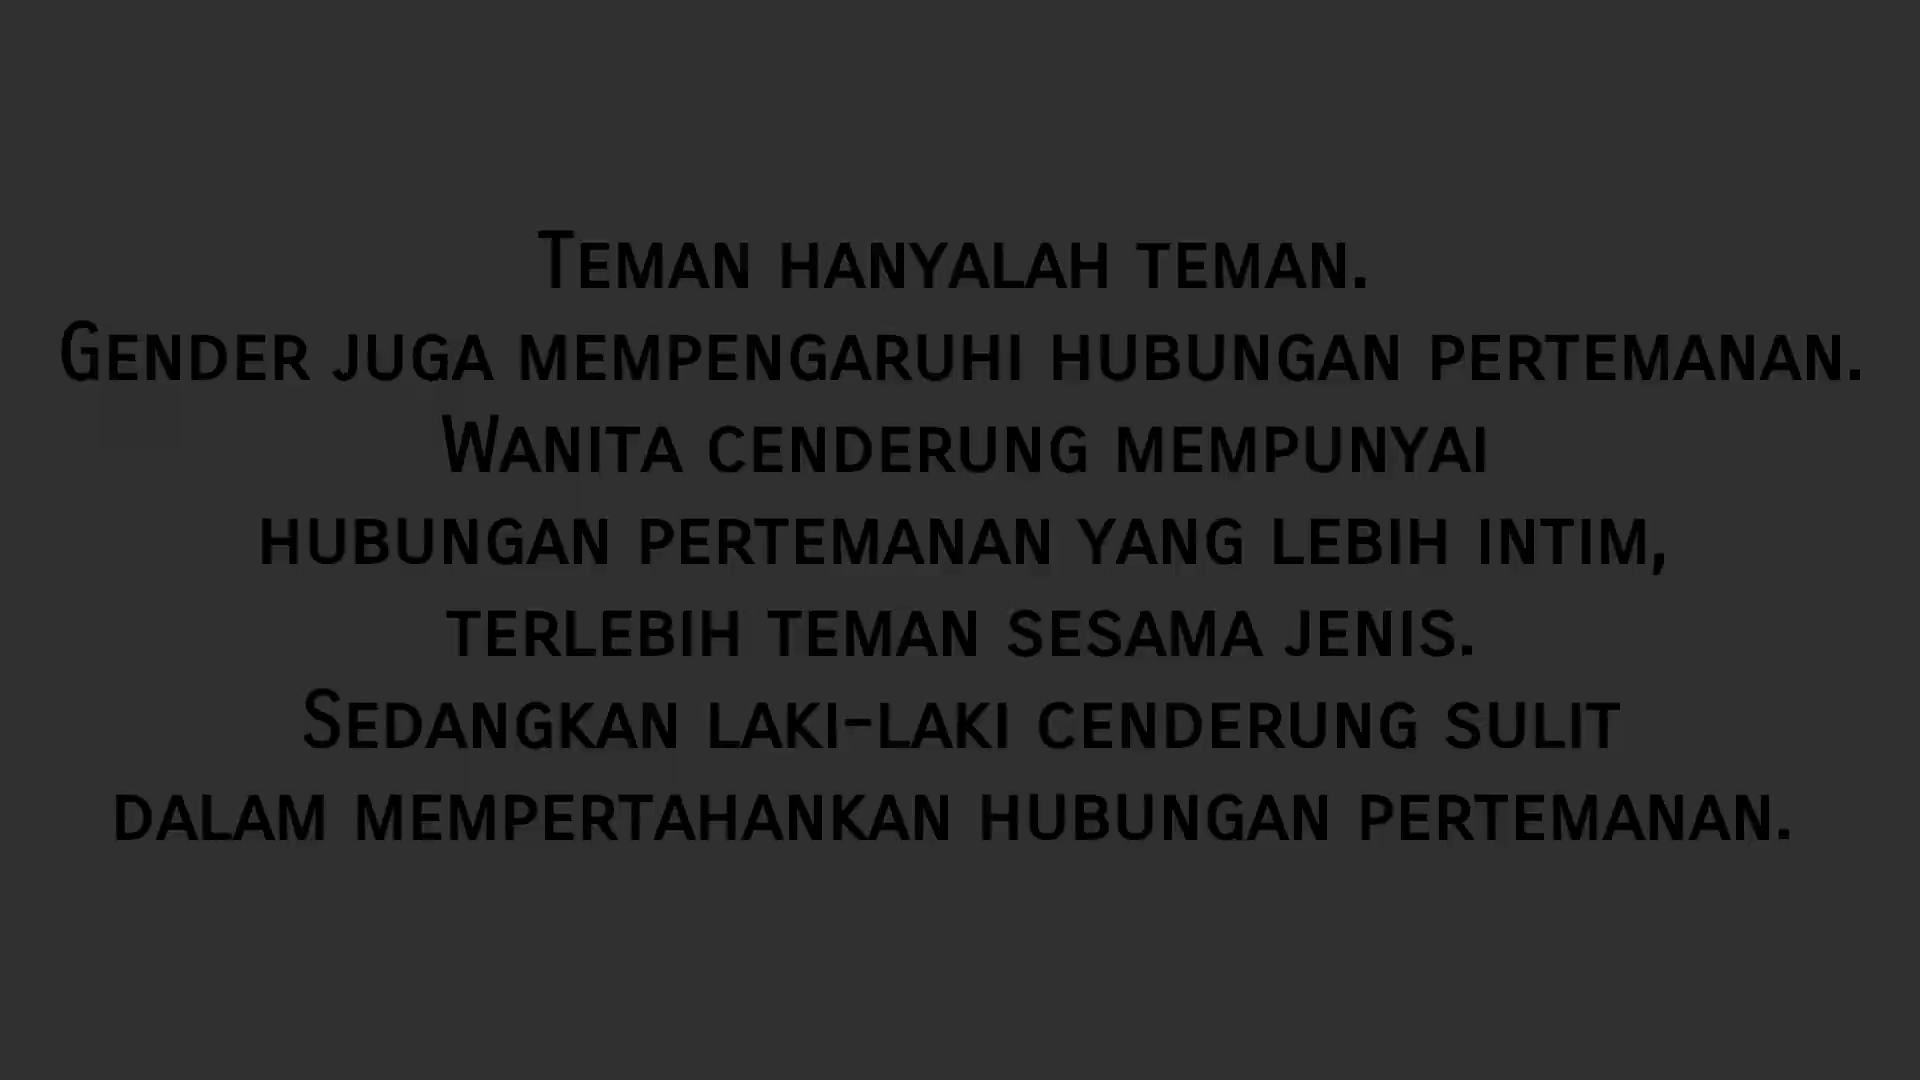 Teman hanyalah teman.
Gender juga mempengaruhi hubungan pertemanan.
Wanita cenderung mempunyai
hubungan pertemanan yang lebih intim,
terlebih teman sesama jenis.
Sedangkan laki-laki cenderung sulit
dalam mempertahankan hubungan pertemanan.